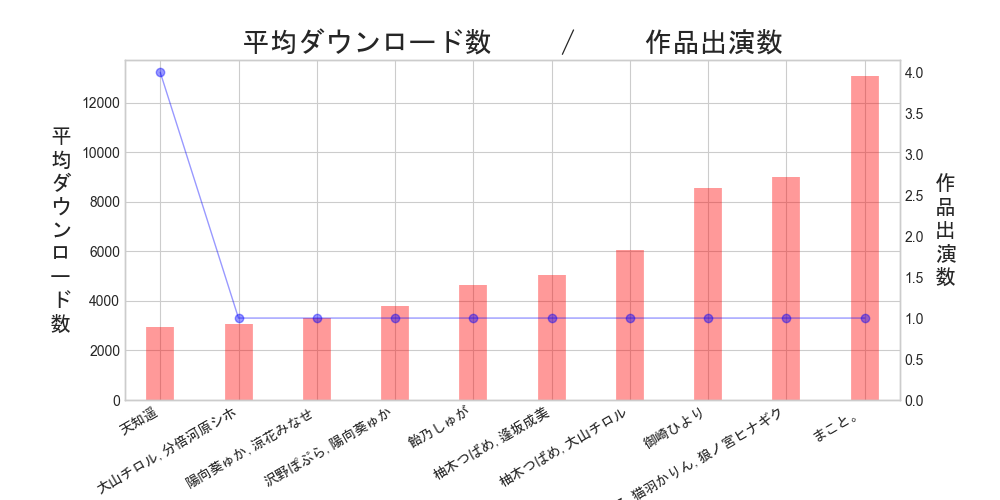 平均ダウンロード数 / 作品出演数
平均ダウンロード数
12000
10000
8000
6000
4000
2000
0
4.0
3.5
3.0
2.5
2.0
1.5
1.0
0.5
0.0
作品出演数
天知遥
大山チロル, 分倍河原シホ
陽向葵ゅか, 涼花みなせ
沢野ぽぷら, 陽向葵ゅか
飴乃しゅが
柚木つばめ, 逢坂成美
柚木つばめ, 大山チロル
御崎ひより
猫羽かりん, 狼ノ宮ヒナギク
まこと。